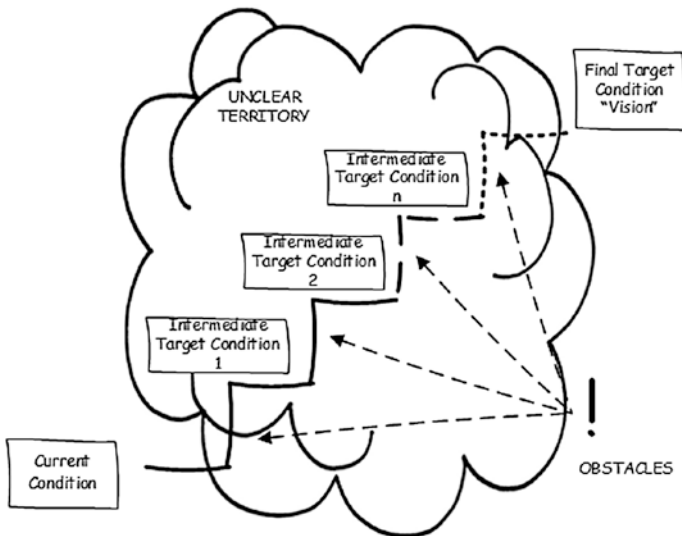 Final Target
Condition
“Vision”
UNCLEAR
TERRITORY
Intermediate
Target Condition
n
Intermediate
Target Condition
2
Intermediate
Target Condition
1
Current
Condition
!
OBSTACLES